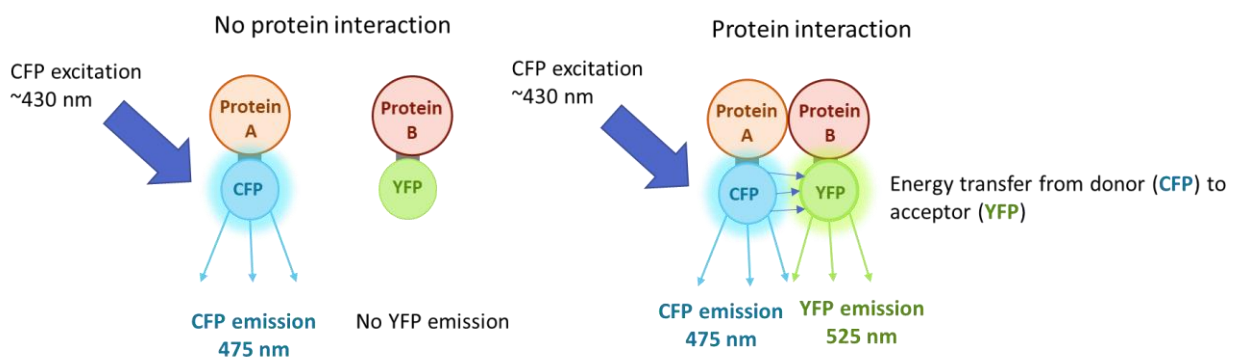 No protein interaction
CFP excitation
~430 nm
Protein
A
Protein
B
CFP
YFP
CFP emission
475 nm
No YFP emission
Protein interaction
CFP excitation
~430 nm
Protein
A
Protein
B
CFP
YFP
Energy transfer from donor (CFP) to
acceptor (YFP)
CFP emission
475 nm
YFP emission
525 nm